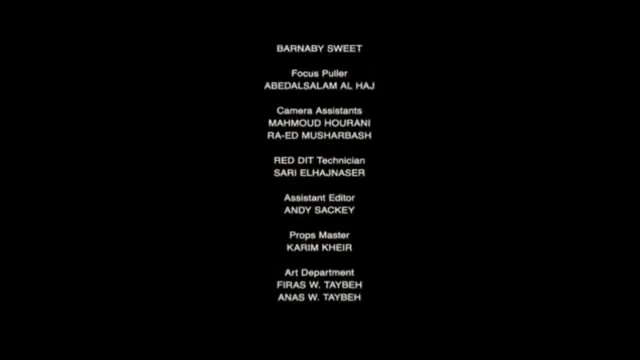 BARNABY SWEET
Focus Puller
ABEDALSALAM AL HAJ
Camera Assistants
MAHMOUD HOURANI
RA-ED MUSHARBASH
RED DIT Technician
SARI ELHAJNASER
Assistant Editor
ANDY SACKEY
Props Master
KARIM KHEIR
Art Department
FIRAS W. TAYBEH
ANAS W. TAYBEH